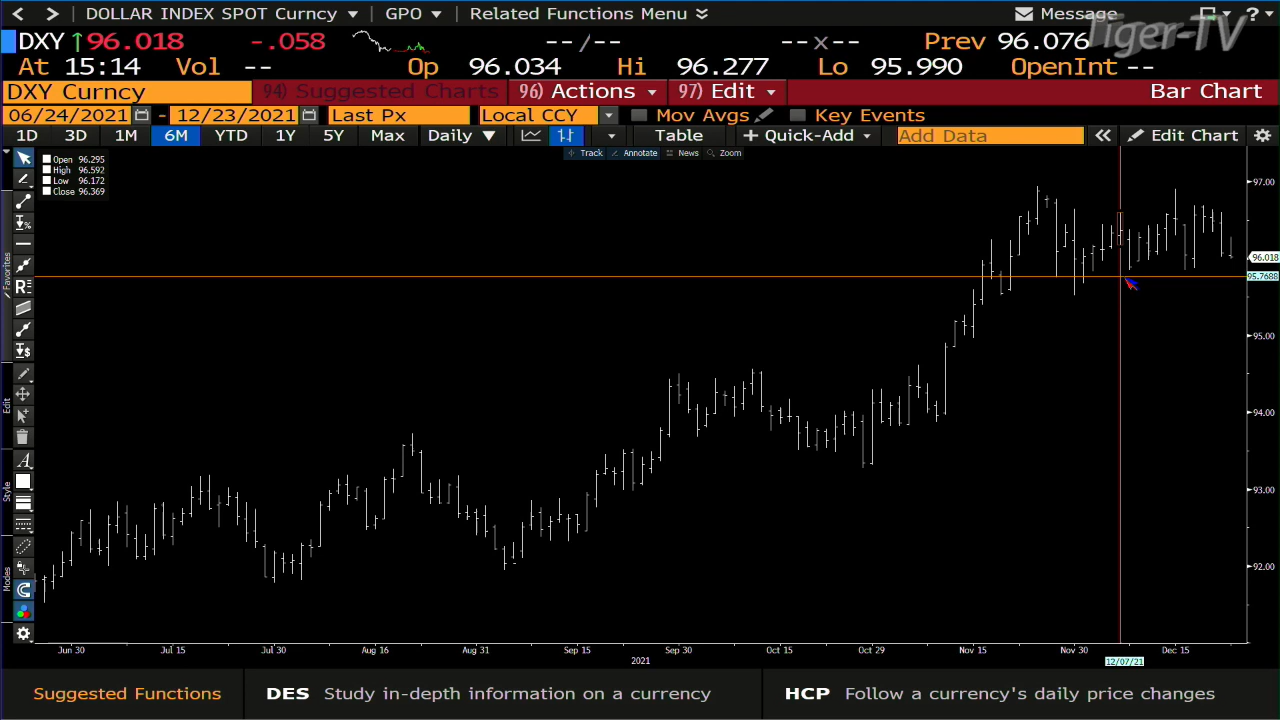 DOLLAR INDEX SPOT Curncy GPO Related Functions Menu Message ?
Tiger-TV
DXY 96.018 -.058 --/-- --x-- Prev 96.076
At 15:14 Vol -- Op 96.034 Hi 96.277 Lo 95.990 OpenInt --
DXY Curncy 94) Suggested Charts 96) Actions 97) Edit Bar Chart
06/24/2021 - 12/23/2021 Last Px Local CCY Mov Avgs Key Events
1D 3D 1M 6M YTD 1Y 5Y Max Daily Table + Quick-Add Add Data « Edit Chart
Track Annotate News Zoom
Open 96.295
High 96.592
Low 96.172
Close 96.369
Favorites
Edit
Style
Modes
97.00
96.018
95.7688
95.00
94.00
93.00
92.00
Jun 30 Jul 15 Jul 30 Aug 16 Aug 31 Sep 15 Sep 30 Oct 15 Oct 29 Nov 15 Nov 30 Dec 15
2021 12/07/21
Suggested Functions DES Study in-depth information on a currency HCP Follow a currency's daily price changes